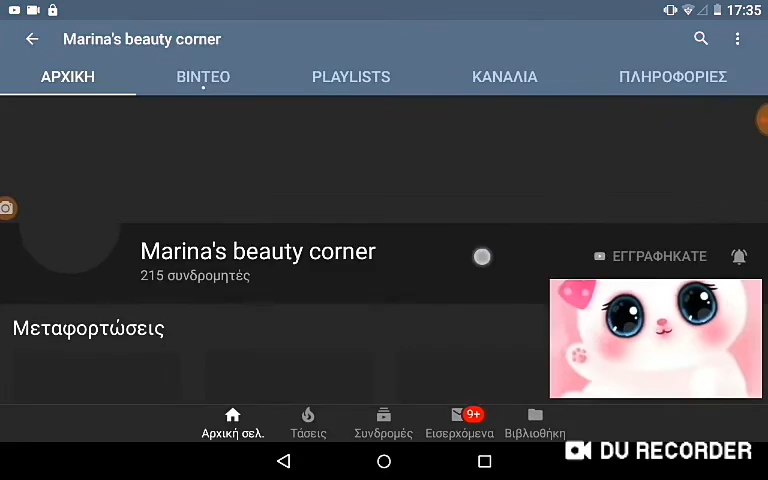 17:35
Marina's beauty corner
ΑΡΧΙΚΗ ΒΙΝΤΕΟ PLAYLISTS ΚΑΝΑΛΙΑ ΠΛΗΡΟΦΟΡΙΕΣ
Marina's beauty corner
215 συνδρομητές
ΕΓΓΡΑΦΗΚΑΤΕ
Μεταφορτώσεις
9+
Αρχική σελ. Τάσεις Συνδρομές Εισερχόμενα Βιβλιοθήκη
DU RECORDER